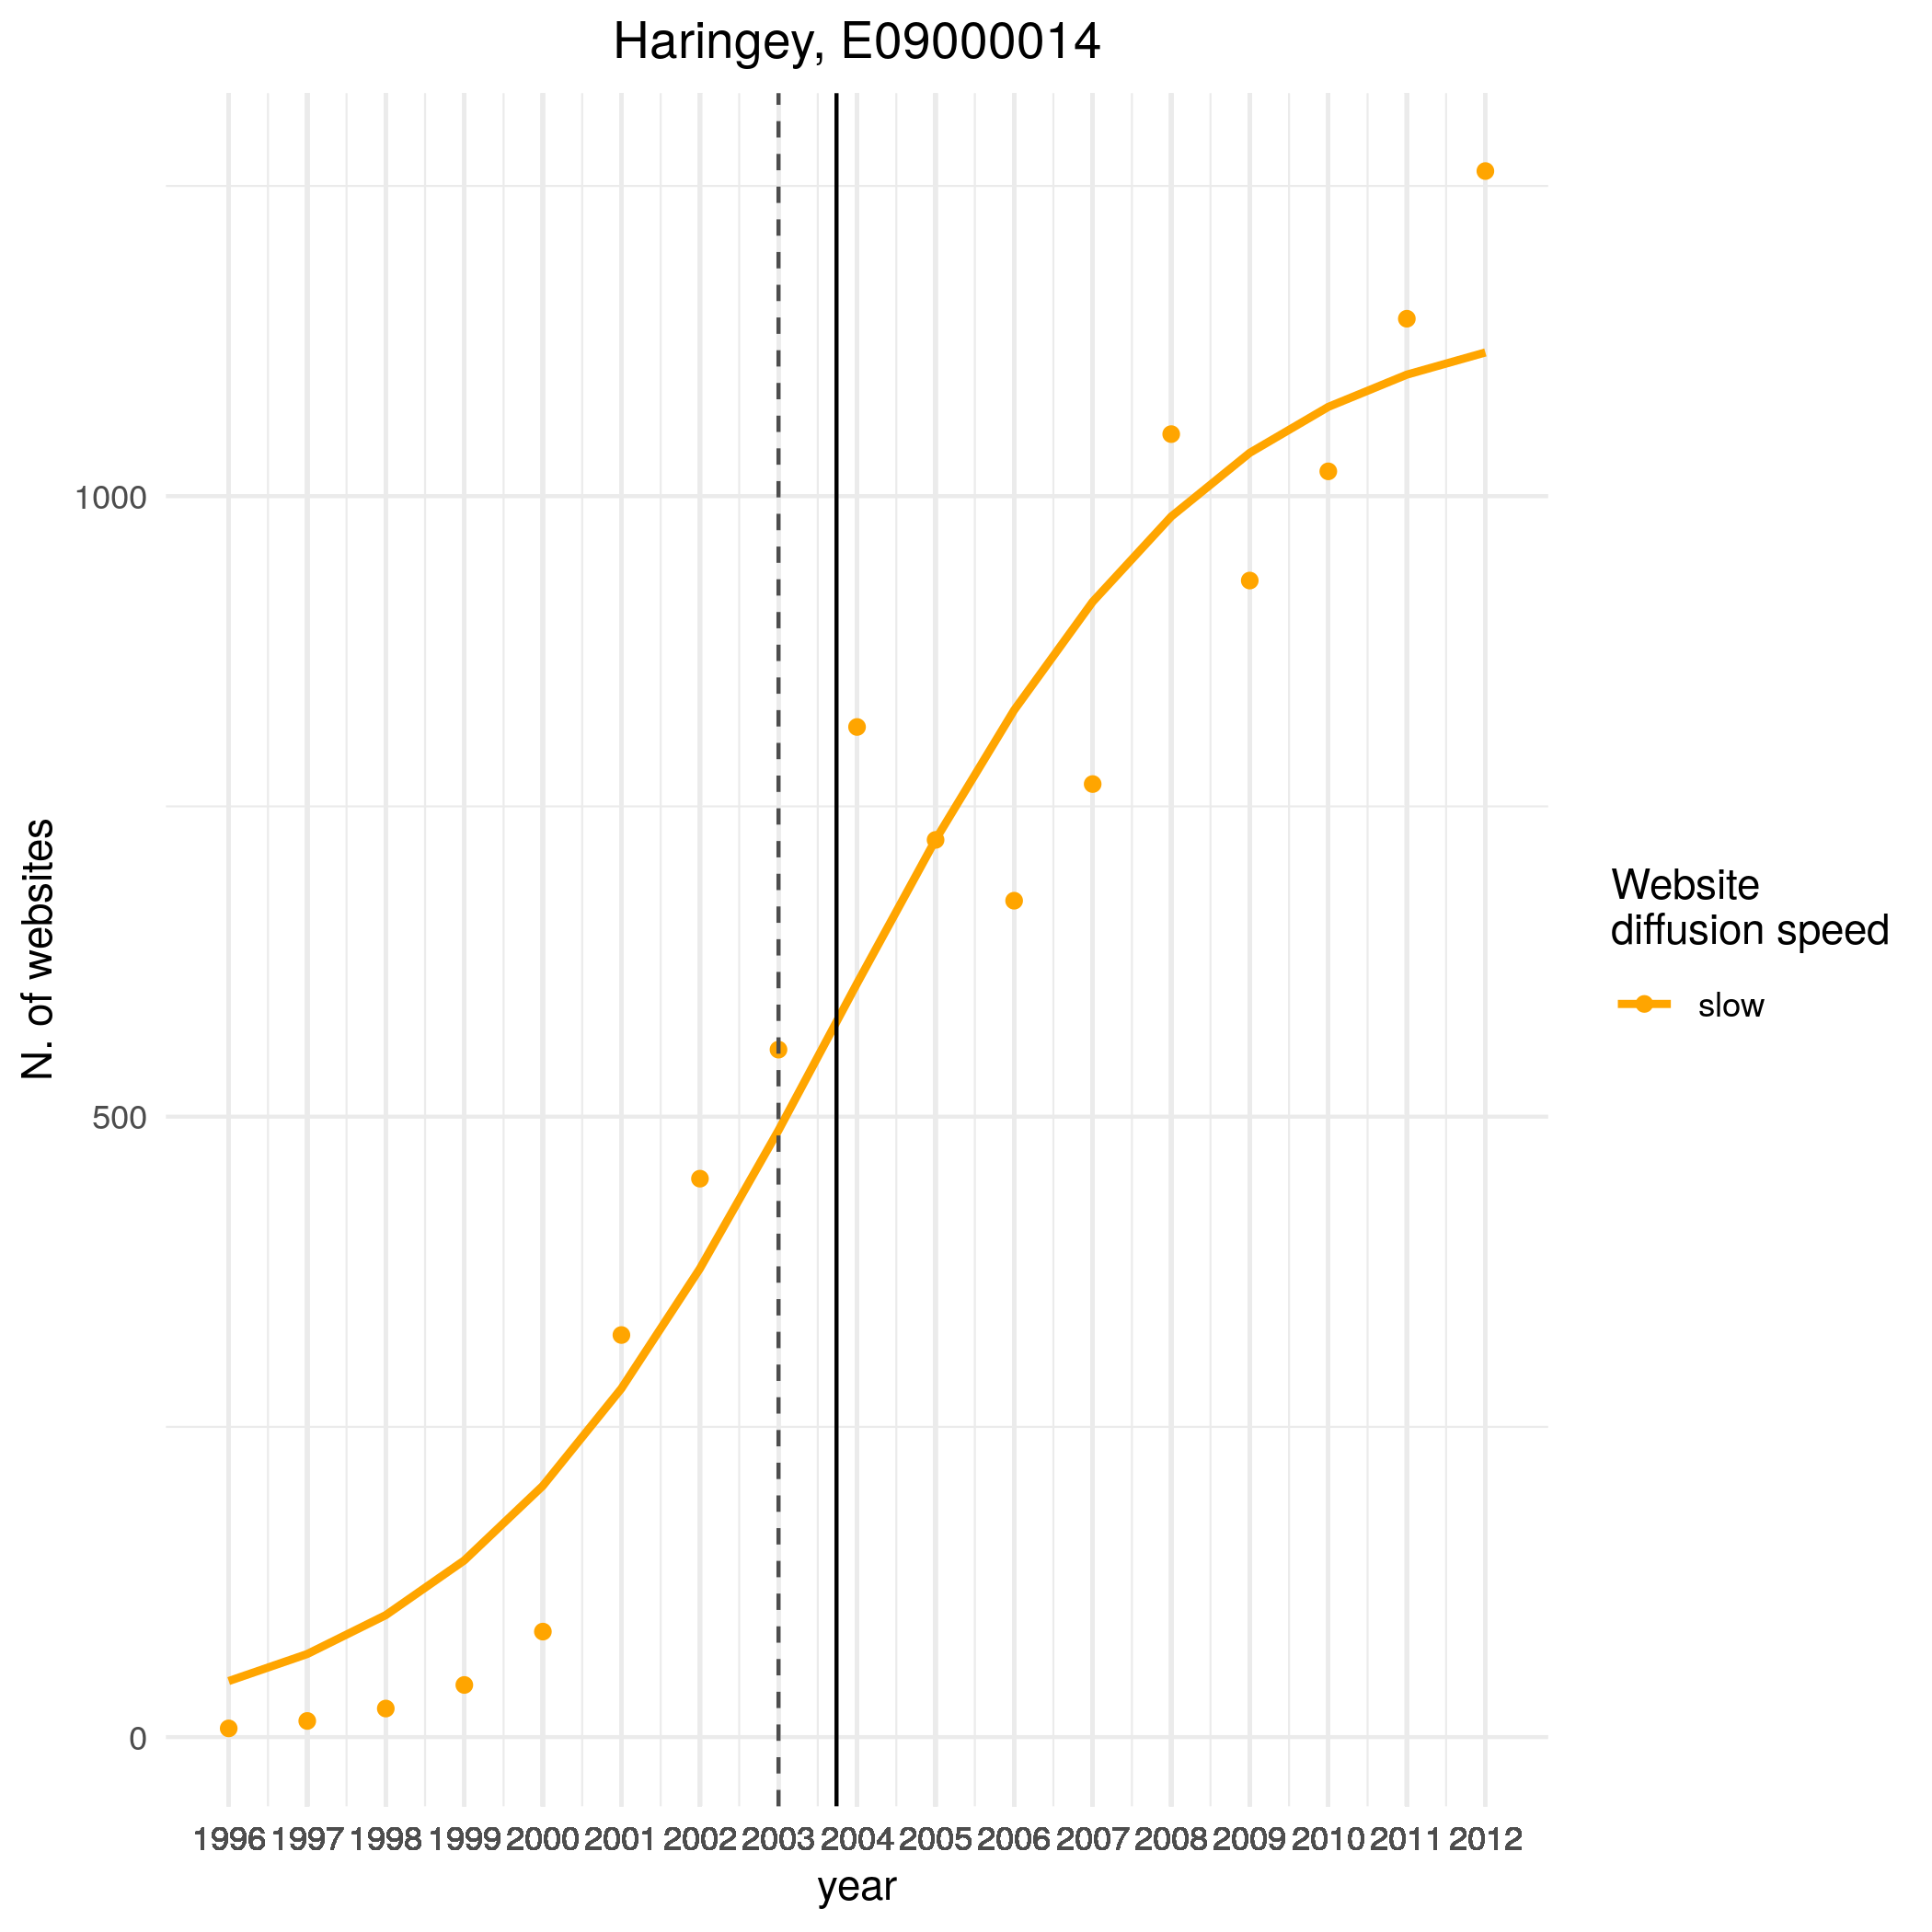 Haringey, E09000014
N. of websites
1000
500
0
1996 1997 1998 1999 2000 2001 2002 2003 2004 2005 2006 2007 2008 2009 2010 2011 2012
year
Website
diffusion speed
slow